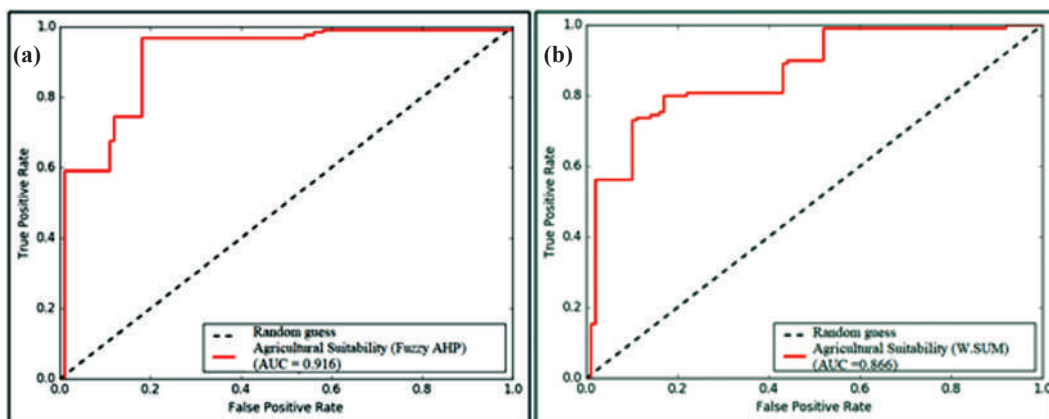 (a)
1.0
0.8
0.6
0.4
0.2
0.0
True Positive Rate
0.0 0.2 0.4 0.6 0.8 1.0
False Positive Rate
Random guess
Agricultural Suitability (Fuzzy AHP)
(AUC = 0.916)
(b)
1.0
0.8
0.6
0.4
0.2
0.0
True Positive Rate
0.0 0.2 0.4 0.6 0.8 1.0
False Positive Rate
Random guess
Agricultural Suitability (W.SUM)
(AUC =0.866)